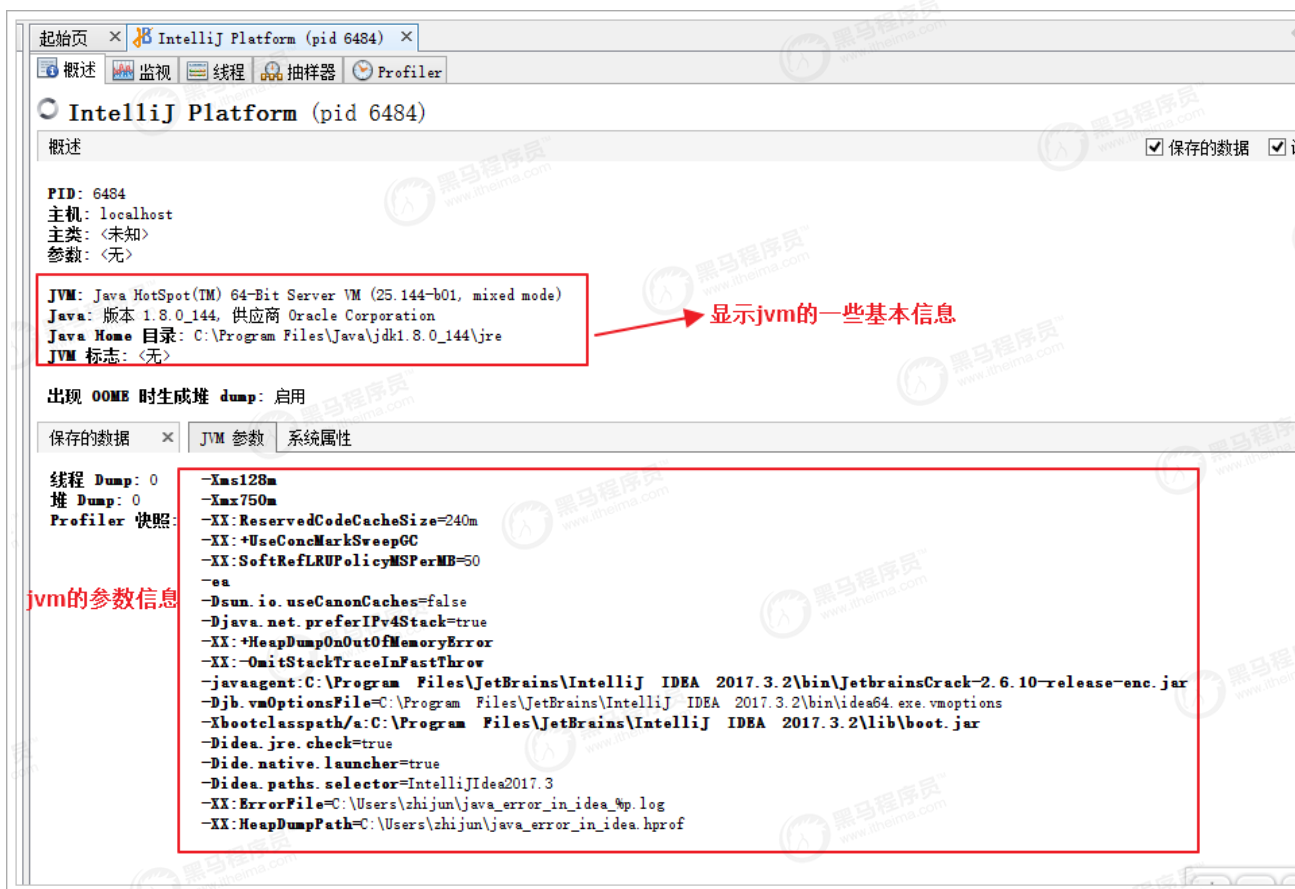 起始页 × IntelliJ Platform (pid 6484) ×
概述 监视 线程 抽样器 Profiler
IntelliJ Platform (pid 6484)
概述 保存的数据
PID: 6484
主机: localhost
主类: <未知>
参数: <无>
JVM: Java HotSpot(TM) 64-Bit Server VM (25.144-b01, mixed mode)
Java: 版本 1.8.0_144, 供应商 Oracle Corporation
Java Home 目录: C:\Program Files\Java\jdk1.8.0_144\jre
JVM 标志: <无>
显示jvm的一些基本信息
出现 OOME 时生成堆 dump: 启用
保存的数据 × JVM 参数 系统属性
线程 Dump: 0
堆 Dump: 0
Profiler 快照:
jvm的参数信息
-Xms128m
-Xmx750m
-XX:ReservedCodeCacheSize=240m
-XX:+UseConcMarkSweepGC
-XX:SoftRefLRUPolicyMSPerMB=50
-ea
-Dsun.io.useCanonCaches=false
-Djava.net.preferIPv4Stack=true
-XX:+HeapDumpOnOutOfMemoryError
-XX:-OmitStackTraceInFastThrow
-javaagent:C:\Program Files\JetBrains\IntelliJ IDEA 2017.3.2\bin\JetbrainsCrack-2.6.10-release-enc.jar
-Djb.vmOptionsFile=C:\Program Files\JetBrains\IntelliJ IDEA 2017.3.2\bin\idea64.exe.vmoptions
-Xbootclasspath/a:C:\Program Files\JetBrains\IntelliJ IDEA 2017.3.2\lib\boot.jar
-Didea.jre.check=true
-Dide.native.launcher=true
-Didea.paths.selector=IntelliJIdea2017.3
-XX:ErrorFile=C:\Users\zhijun\java_error_in_idea_%p.log
-XX:HeapDumpPath=C:\Users\zhijun\java_error_in_idea.hprof
黑马程序员
www.itheima.com